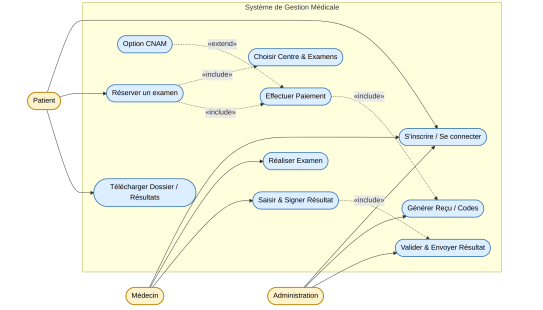 Système de Gestion Médicale
Option CNAM
«extend»
Choisir Centre & Examens
«include»
Réserver un examen
Effectuer Paiement
«include»
Patient
«include»
S'inscrire / Se connecter
Réaliser Examen
Télécharger Dossier /
Résultats
Saisir & Signer Résultat
«include»
Générer Reçu / Codes
Valider & Envoyer Résultat
Médecin
Administration